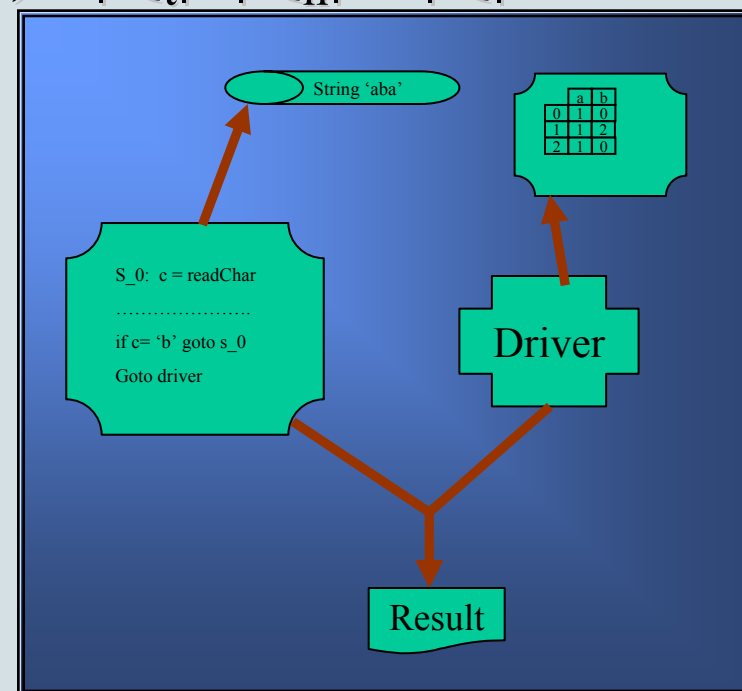 String ‘aba’
a b
0 1 0
1 1 2
2 1 0
S_0: c = readChar
………………….
if c= ‘b’ goto s_0
Goto driver
Driver
Result